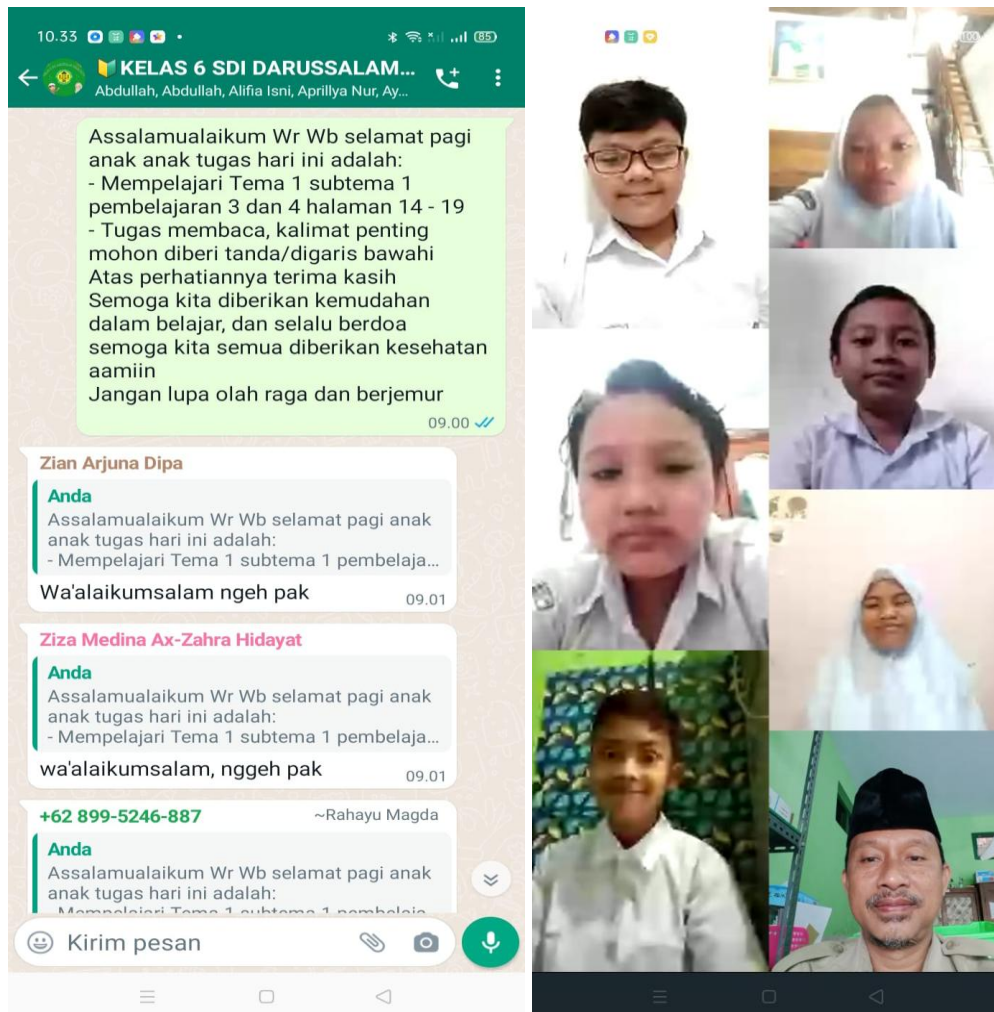 10.33
85
KELAS 6 SDI DARUSSALAM...
Abdullah, Abdullah, Alifia Isni, Aprillya Nur, Ay...
Assalamualaikum Wr Wb selamat pagi
anak anak tugas hari ini adalah:
- Mempelajari Tema 1 subtema 1
pembelajaran 3 dan 4 halaman 14 - 19
- Tugas membaca, kalimat penting
mohon diberi tanda/digaris bawahi
Atas perhatiannya terima kasih
Semoga kita diberikan kemudahan
dalam belajar, dan selalu berdoa
semoga kita semua diberikan kesehatan
aamiin
Jangan lupa olah raga dan berjemur
09.00
Zian Arjuna Dipa
Anda
Assalamualaikum Wr Wb selamat pagi anak
anak tugas hari ini adalah:
- Mempelajari Tema 1 subtema 1 pembelaja...
Wa'alaikumsalam ngeh pak
09.01
Ziza Medina Ax-Zahra Hidayat
Anda
Assalamualaikum Wr Wb selamat pagi anak
anak tugas hari ini adalah:
- Mempelajari Tema 1 subtema 1 pembelaja...
wa'alaikumsalam, nggeh pak
09.01
+62 899-5246-887 ~Rahayu Magda
Anda
Assalamualaikum Wr Wb selamat pagi anak
anak tugas hari ini adalah:
- Mempelajari Tema 1 subtema 1 pembelaja...
Kirim pesan
100